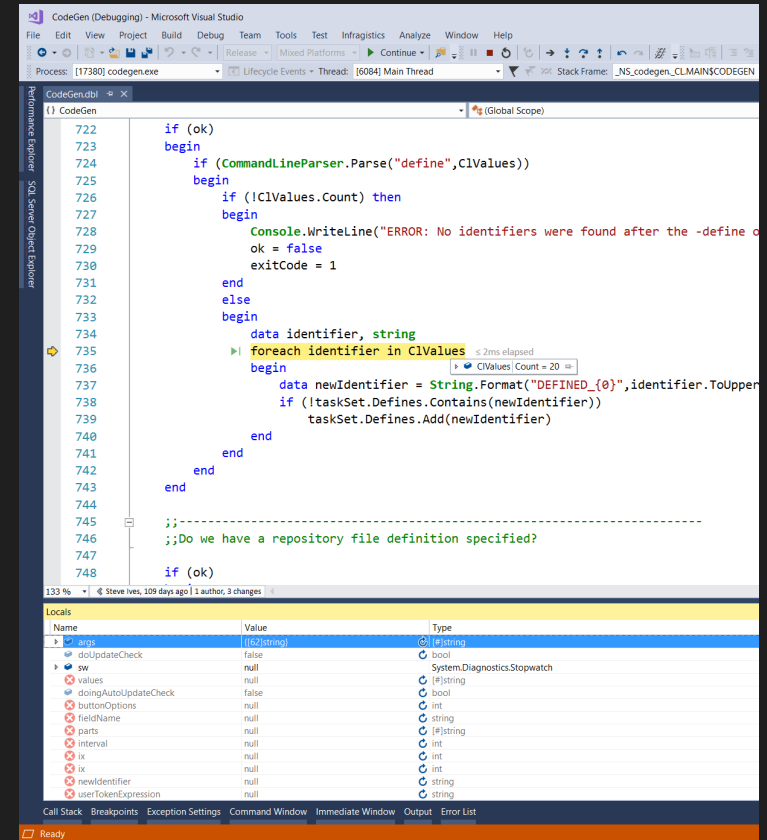 CodeGen (Debugging) - Microsoft Visual Studio
File Edit View Project Build Debug Team Tools Test Infragistics Analyze Window Help
Release Mixed Platforms Continue
Process: [17380] codegen.exe Lifecycle Events Thread: [6084] Main Thread Stack Frame: _NS_codegen._CL.MAIN$CODEGEN
Performance Explorer
SQL Server Object Explorer
CodeGen.dbl
{} CodeGen (Global Scope)
722 if (ok)
723 begin
724 if (CommandLineParser.Parse("define",ClValues))
725 begin
726 if (!ClValues.Count) then
727 begin
728 Console.WriteLine("ERROR: No identifiers were found after the -define o
729 ok = false
730 exitCode = 1
731 end
732 else
733 begin
734 data identifier, string
735 foreach identifier in ClValues ≤ 2ms elapsed
736 begin
ClValues Count = 20
737 data newIdentifier = String.Format("DEFINED_{0}",identifier.ToUpper
738 if (!taskSet.Defines.Contains(newIdentifier))
739 taskSet.Defines.Add(newIdentifier)
740 end
741 end
742 end
743 end
744
745 ;;-------------------------------------------------------------------------
746 ;;Do we have a repository file definition specified?
747
748 if (ok)
133 % Steve Ives, 109 days ago | 1 author, 3 changes
Locals
Name Value Type
args {[62]string} [#]string
doUpdateCheck false bool
sw null System.Diagnostics.Stopwatch
values null [#]string
doingAutoUpdateCheck false bool
buttonOptions null int
fieldName null string
parts null [#]string
interval null int
ix null int
ix null int
newIdentifier null string
userTokenExpression null string
Call Stack Breakpoints Exception Settings Command Window Immediate Window Output Error List
Ready